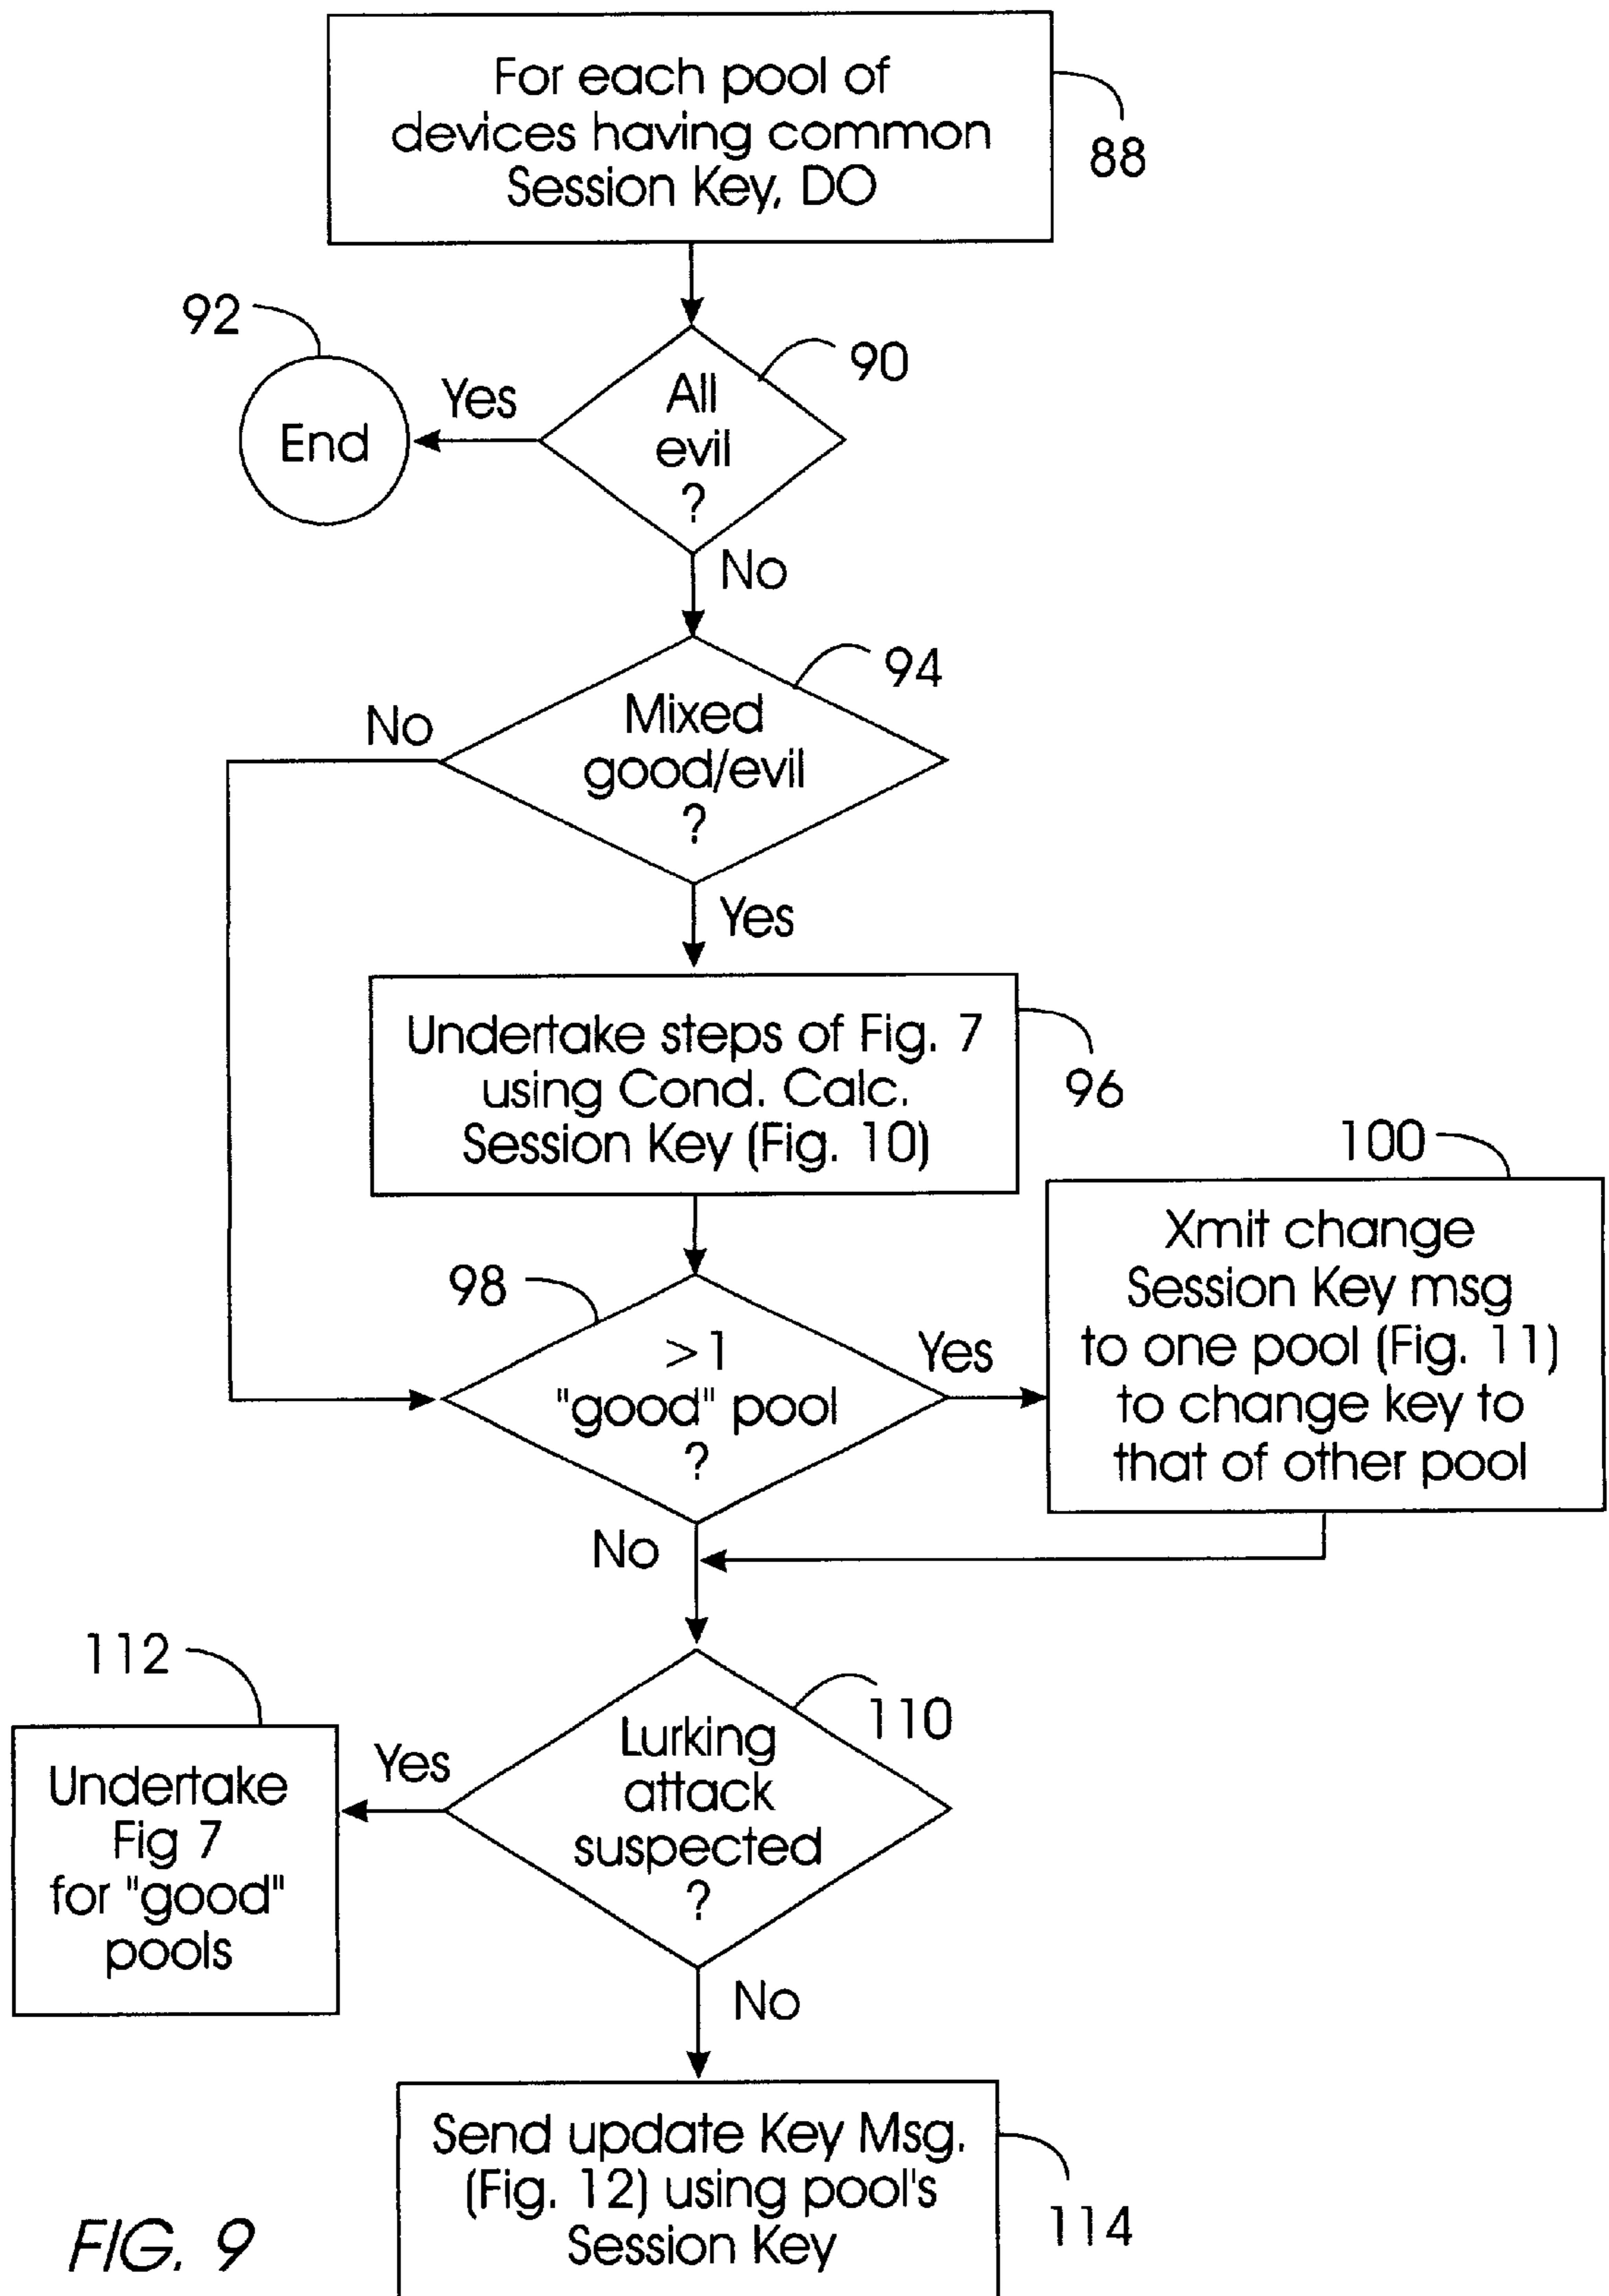 For each pool of
devices having common
Session Key, DO
88
92
90
All
evil
?
Yes
End
No
94
Mixed
good/evil
?
No
Yes
Undertake steps of Fig. 7
using Cond. Calc.
Session Key (Fig. 10)
96
100
Xmit change
Session Key msg
to one pool (Fig. 11)
to change key to
that of other pool
98
>1
"good" pool
?
Yes
No
112
110
Lurking
attack
suspected
?
Yes
Undertake
Fig 7
for "good"
pools
No
Send update Key Msg.
(Fig. 12) using pool's
Session Key
114
FIG. 9